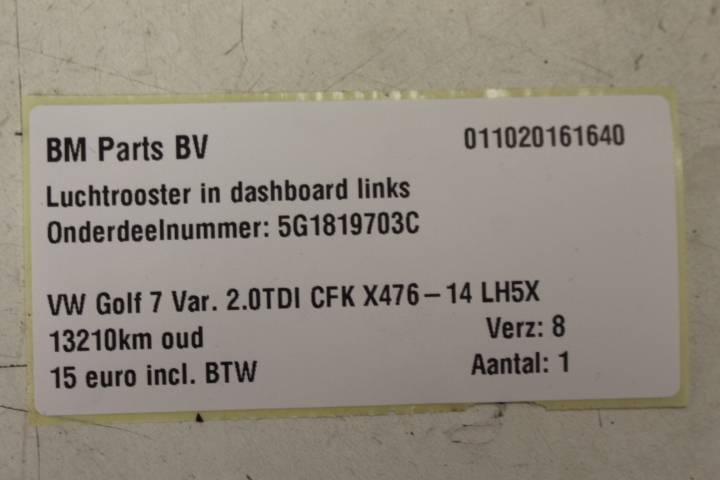 BM Parts BV 011020161640
Luchtrooster in dashboard links
Onderdeelnummer: 5G1819703C
VW Golf 7 Var. 2.0TDI CFK X476-14 LH5X
13210km oud Verz: 8
15 euro incl. BTW Aantal: 1